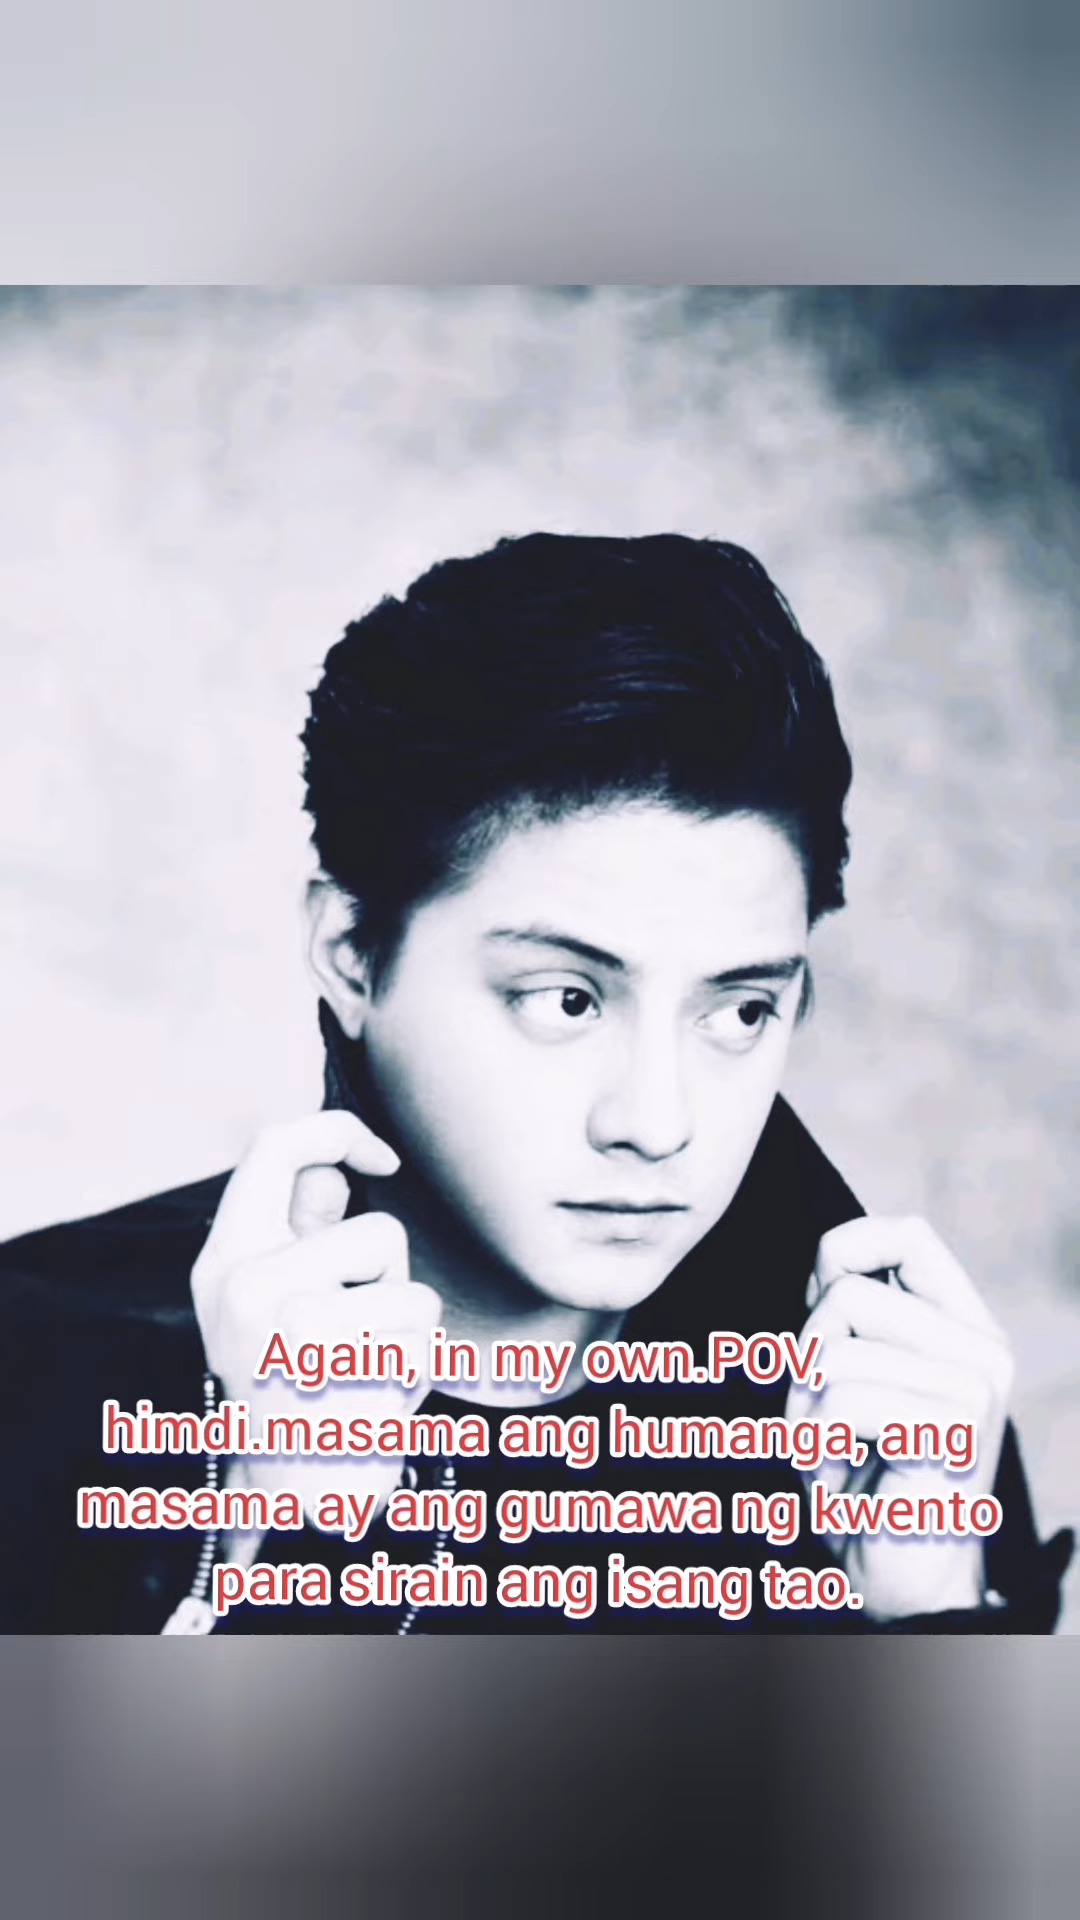 Again, in my own.POV,
himdi.masama ang humanga, ang
masama ay ang gumawa ng kwento
para sirain ang isang tao.